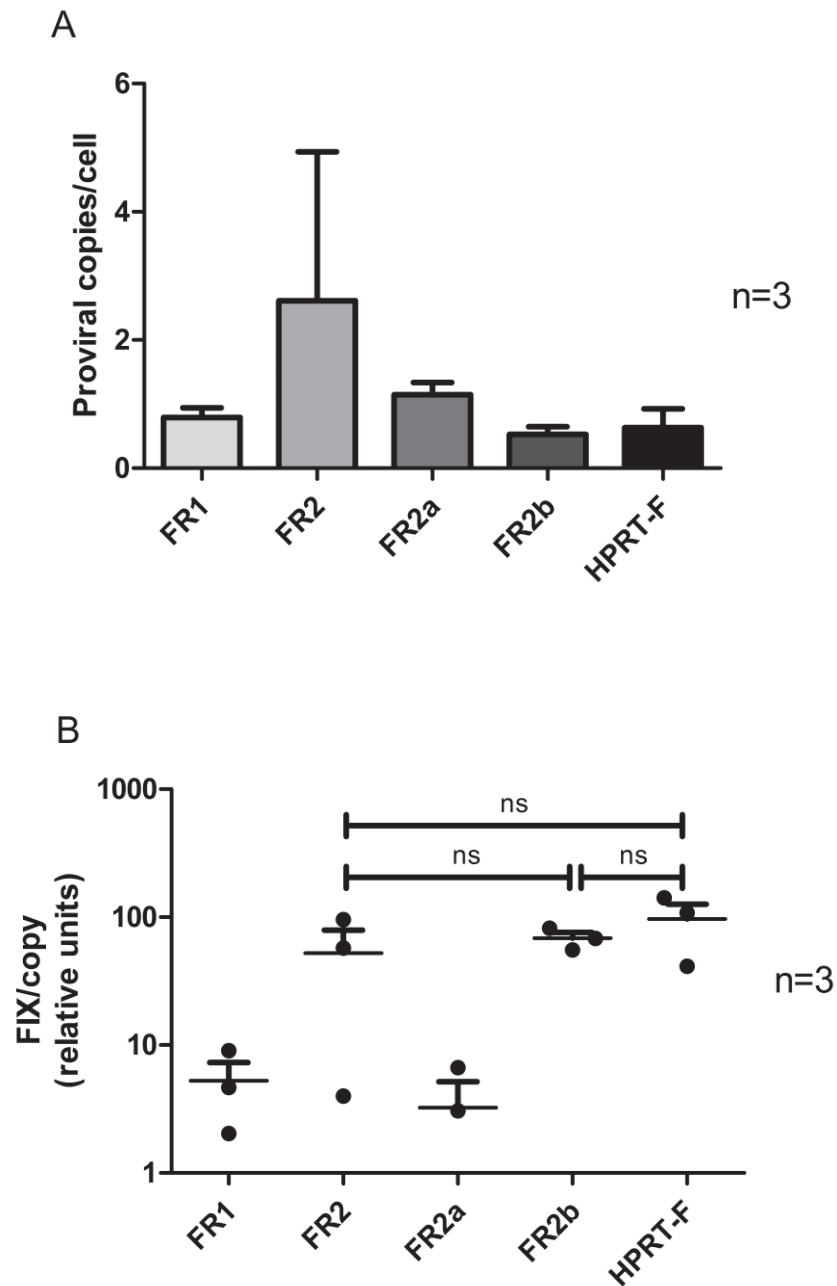 A
Proviral copies/cell
6
4
2
0
n=3
FR1
FR2
FR2a
FR2b
HPRT-F
B
FIX/copy
(relative units)
1000
100
10
1
ns
ns
ns
n=3
FR1
FR2
FR2a
FR2b
HPRT-F